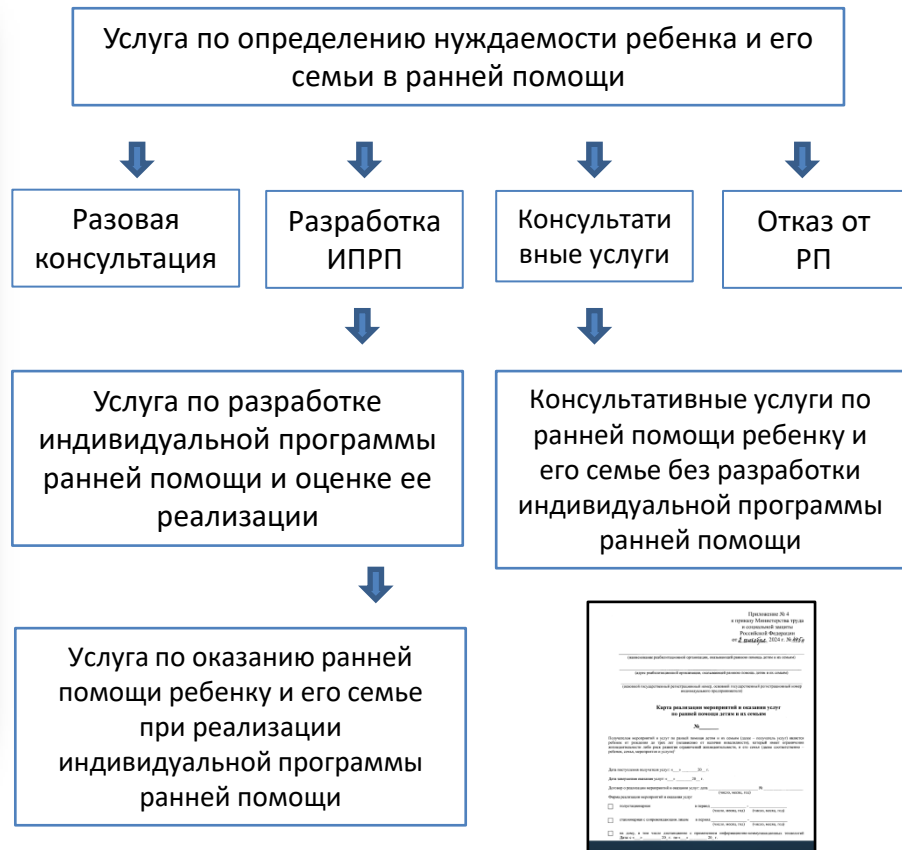 Услуга по определению нуждаемости ребенка и его
семьи в ранней помощи
Разовая
консультация
Разработка
ИПРП
Консультати
вные услуги
Отказ от
РП
Услуга по разработке
индивидуальной программы
ранней помощи и оценке ее
реализации
Консультативные услуги по
ранней помощи ребенку и
его семье без разработки
индивидуальной программы
ранней помощи
Услуга по оказанию ранней
помощи ребенку и его семье
при реализации
индивидуальной программы
ранней помощи
Приложение № 4
к приказу Министерства труда
и социальной защиты
Российской Федерации
2024 г. №
Карта реализации мероприятий и оказания услуг
по ранней помощи детям и их семьям
№